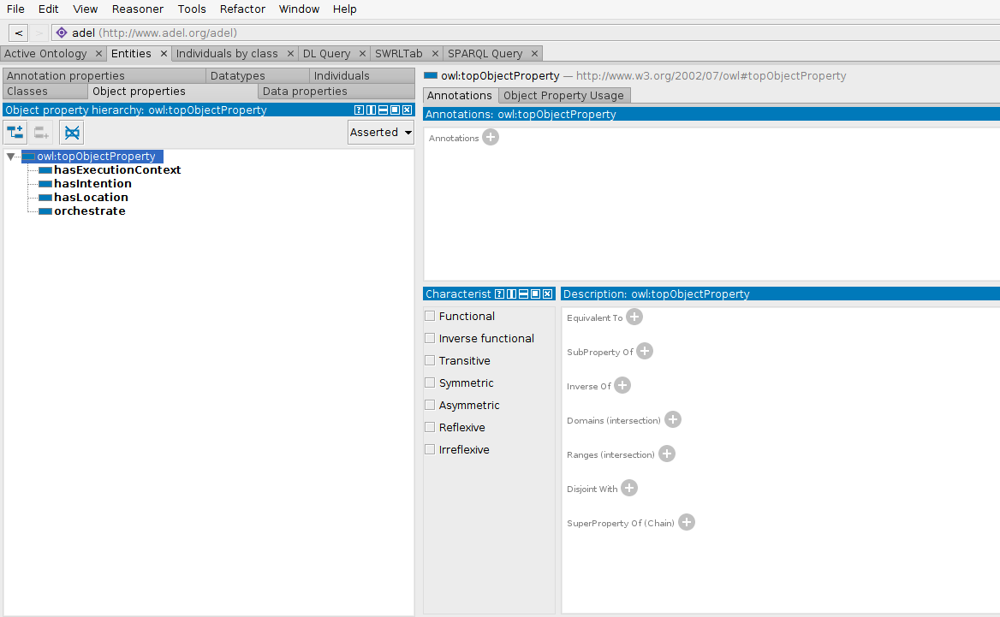 File Edit View Reasoner Tools Refactor Window Help
< > adel (http://www.adel.org/adel)
Active Ontology × Entities × Individuals by class × DL Query × SWRLTab × SPARQL Query ×
Annotation properties Datatypes Individuals
Classes Object properties Data properties
Object property hierarchy: owl:topObjectProperty
Asserted
owl:topObjectProperty
hasExecutionContext
hasIntention
hasLocation
orchestrate
owl:topObjectProperty — http://www.w3.org/2002/07/owl#topObjectProperty
Annotations Object Property Usage
Annotations: owl:topObjectProperty
Annotations
Characterist
Functional
Inverse functional
Transitive
Symmetric
Asymmetric
Reflexive
Irreflexive
Description: owl:topObjectProperty
Equivalent To
SubProperty Of
Inverse Of
Domains (intersection)
Ranges (intersection)
Disjoint With
SuperProperty Of (Chain)